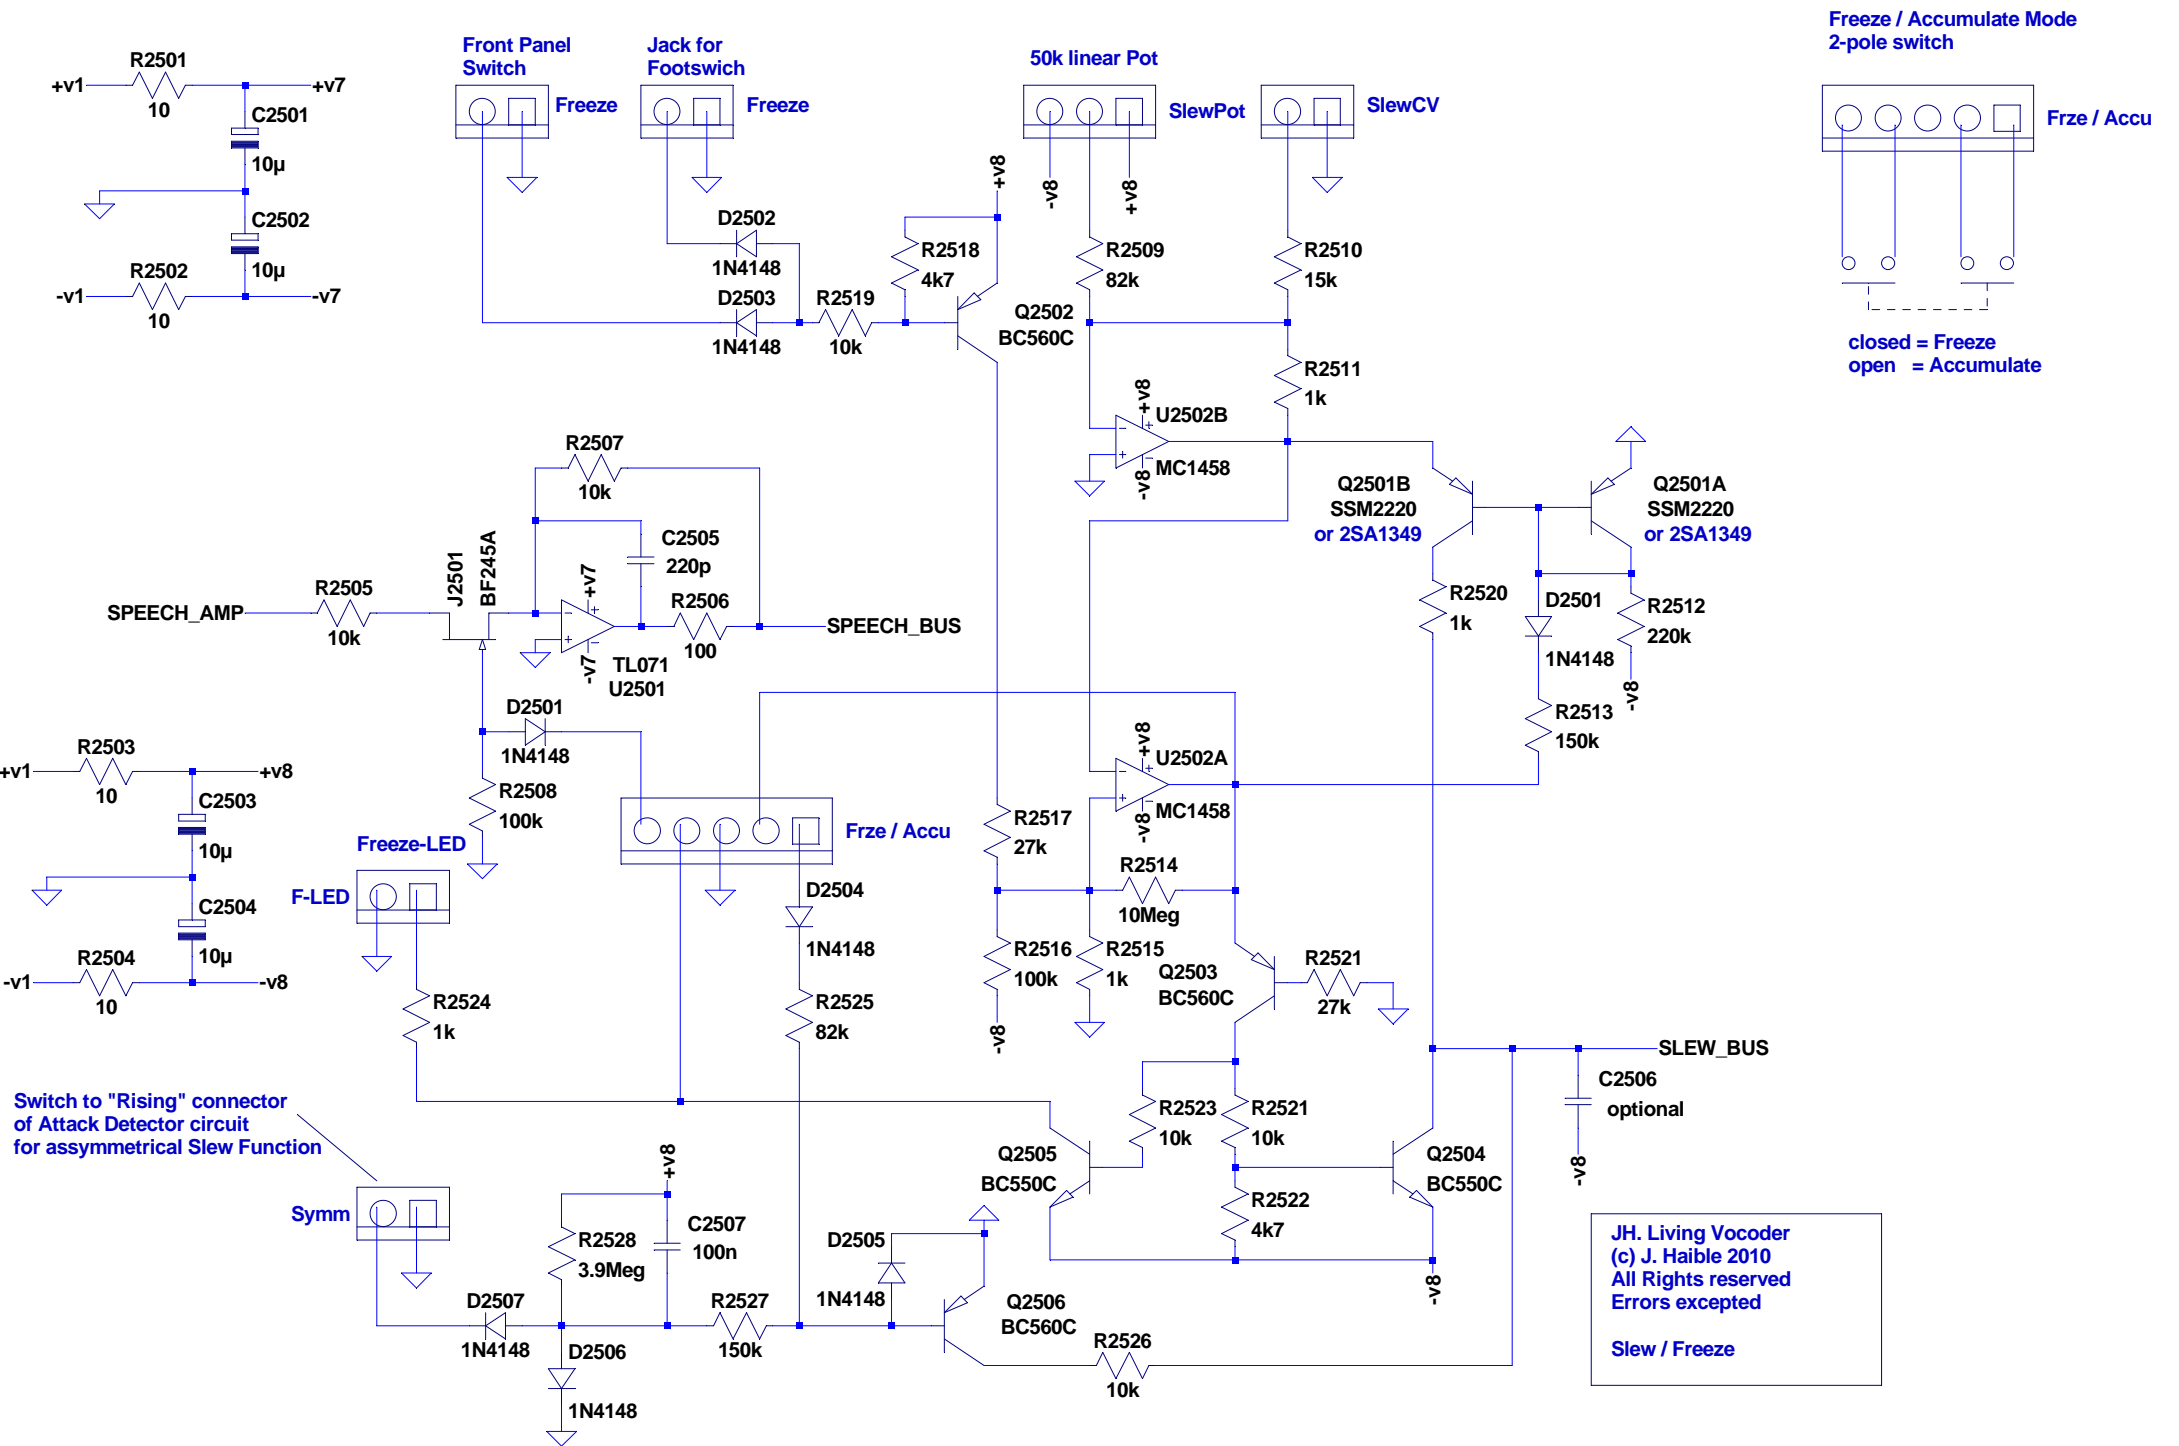 Freeze / Accumulate Mode
2-pole switch
Frze / Accu
closed = Freeze
open = Accumulate
Front Panel
Switch
Freeze
Jack for
Footswich
Freeze
50k linear Pot
SlewPot
SlewCV
+v1
R2501
10
+v7
C2501
10µ
C2502
10µ
-v1
R2502
10
-v7
D2502
1N4148
D2503
1N4148
R2519
10k
R2518
4k7
+v8
Q2502
BC560C
-v8
+v8
R2509
82k
R2510
15k
R2511
1k
+v8
U2502B
-v8
MC1458
Q2501B
SSM2220
or 2SA1349
Q2501A
SSM2220
or 2SA1349
R2507
10k
C2505
220p
J2501
BF245A
SPEECH_AMP
R2505
10k
+v7
-v7
TL071
U2501
R2506
100
SPEECH_BUS
R2520
1k
D2501
1N4148
R2512
220k
-v8
R2513
150k
D2501
1N4148
R2508
100k
+v1
R2503
10
+v8
C2503
10µ
C2504
10µ
-v1
R2504
10
-v8
Freeze-LED
F-LED
Frze / Accu
+v8
U2502A
-v8
MC1458
R2517
27k
R2514
10Meg
R2516
100k
-v8
R2515
1k
Q2503
BC560C
R2521
27k
D2504
1N4148
R2525
82k
R2524
1k
SLEW_BUS
C2506
optional
-v8
Switch to "Rising" connector
of Attack Detector circuit
for assymmetrical Slew Function
Symm
R2523
10k
R2521
10k
Q2505
BC550C
Q2504
BC550C
R2522
4k7
-v8
+v8
R2528
3.9Meg
C2507
100n
D2505
1N4148
D2507
1N4148
D2506
1N4148
R2527
150k
Q2506
BC560C
R2526
10k
JH. Living Vocoder
(c) J. Haible 2010
All Rights reserved
Errors excepted
Slew / Freeze